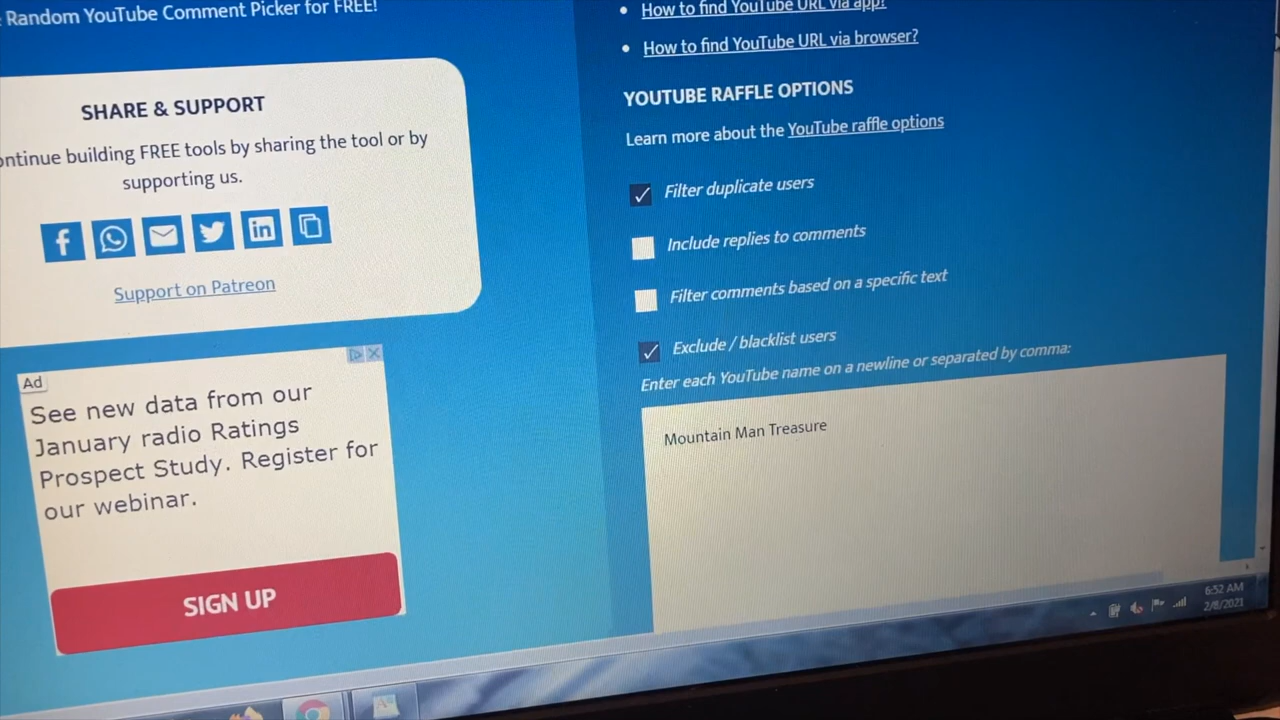 Random YouTube Comment Picker for FREE!
SHARE & SUPPORT
ontinue building FREE tools by sharing the tool or by
supporting us.
Support on Patreon
Ad
See new data from our
January radio Ratings
Prospect Study. Register for
our webinar.
SIGN UP
How to find YouTube URL via app?
How to find YouTube URL via browser?
YOUTUBE RAFFLE OPTIONS
Learn more about the YouTube raffle options
Filter duplicate users
Include replies to comments
Filter comments based on a specific text
Exclude / blacklist users
Enter each YouTube name on a newline or separated by comma:
Mountain Man Treasure
6:52 AM
2/8/2021